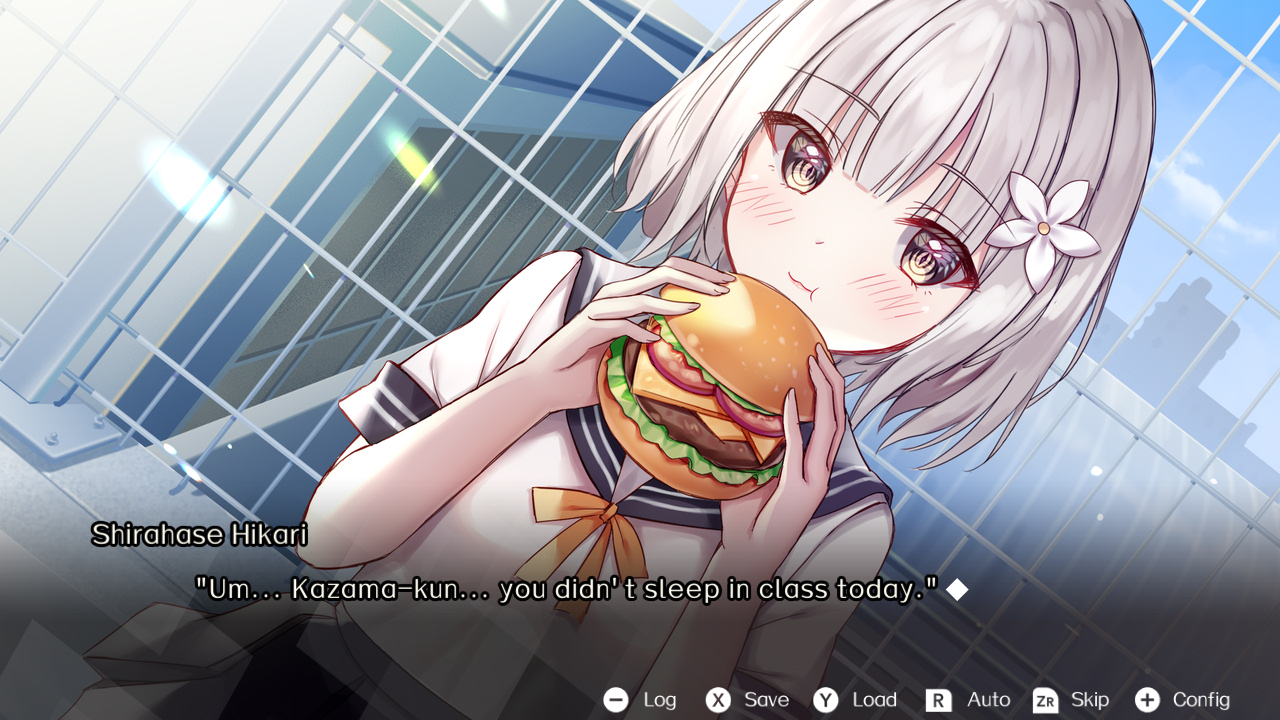 Shirahase Hikari
"Um... Kazama-kun... you didn't sleep in class today."
− Log X Save Y Load R Auto ZR Skip + Config